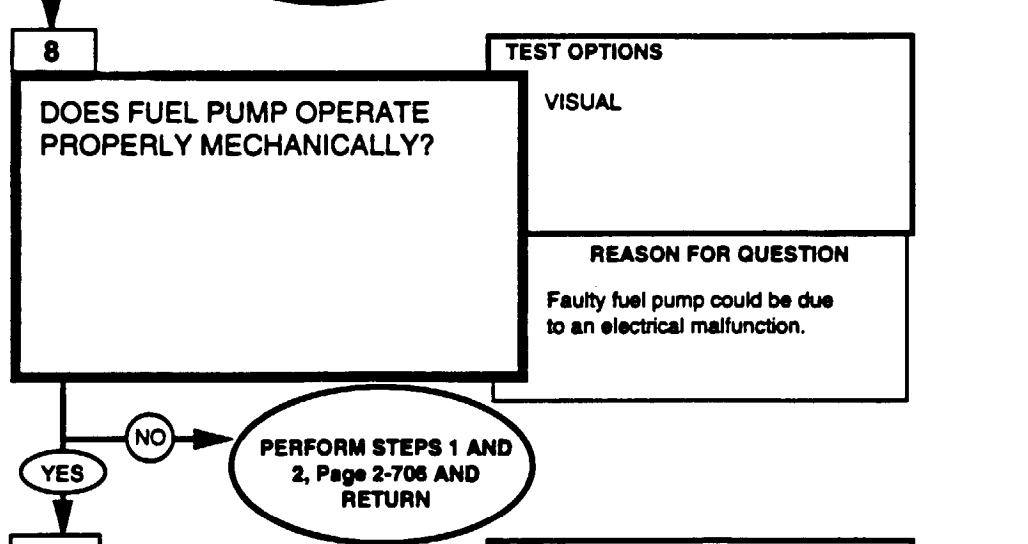 8
DOES FUEL PUMP OPERATE
PROPERLY MECHANICALLY?
TEST OPTIONS
VISUAL
REASON FOR QUESTION
Faulty fuel pump could be due
to an electrical malfunction.
NO
PERFORM STEPS 1 AND
2, Page 2-706 AND
RETURN
YES